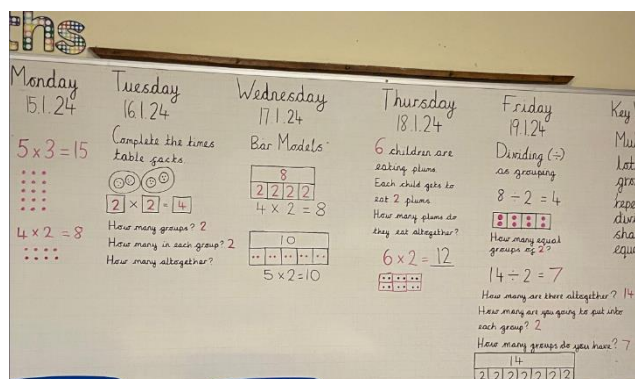 ths
Monday
15.1.24
5 x 3 = 15
4 x 2 = 8
Tuesday
16.1.24
Complete the times
table facts.
2 x 2 = 4
How many groups? 2
How many in each group? 2
How many altogether?
Wednesday
17.1.24
Bar Models
8
2 2 2 2
4 x 2 = 8
10
5 x 2 = 10
Thursday
18.1.24
6 children are
eating plums.
Each child gets to
eat 2 plums.
How many plums do
they eat altogether?
6 x 2 = 12
Friday
19.1.24
Dividing (÷)
as grouping
8 ÷ 2 = 4
How many equal
groups of 2?
14 ÷ 2 = 7
How many are there altogether? 14
How many are you going to put into
each group? 2
How many groups do you have? 7
14
2 2 2 2 2 2 2
Key
Mu
Lot
gro
repe
divi
sha
equ